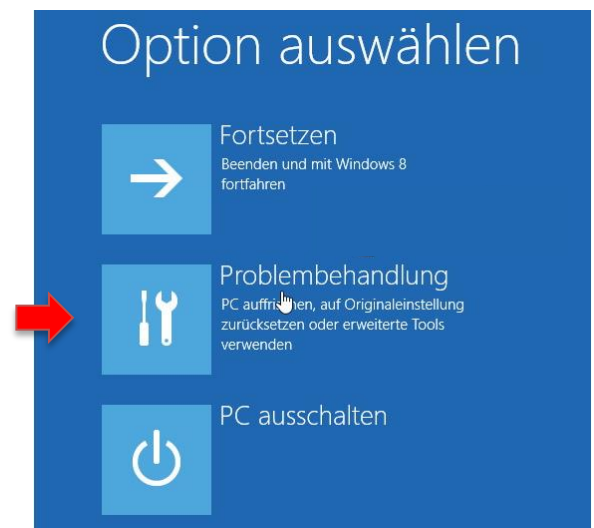 Option auswählen
Fortsetzen
Beenden und mit Windows 8
fortfahren
Problembehandlung
PC auffrischen, auf Originaleinstellung
zurücksetzen oder erweiterte Tools
verwenden
PC ausschalten